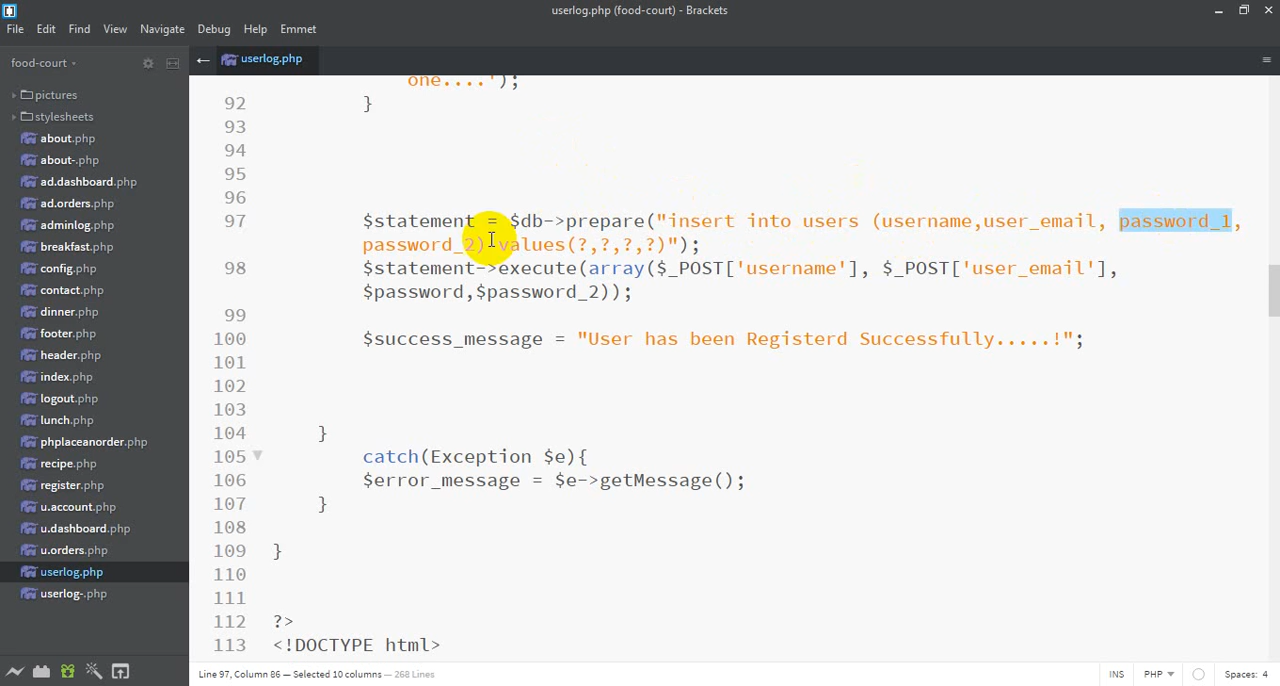 userlog.php (food-court) - Brackets
File Edit Find View Navigate Debug Help Emmet
food-court
userlog.php
pictures
stylesheets
about.php
about-.php
ad.dashboard.php
ad.orders.php
adminlog.php
breakfast.php
config.php
contact.php
dinner.php
footer.php
header.php
index.php
logout.php
lunch.php
phplaceanorder.php
recipe.php
register.php
u.account.php
u.dashboard.php
u.orders.php
userlog.php
userlog-.php
one....');
92 }
93
94
95
96
97 $statement = $db->prepare("insert into users (username,user_email, password_1,
password_2) values(?,?,?,?)");
98 $statement->execute(array($_POST['username'], $_POST['user_email'],
$password,$password_2));
99
100 $success_message = "User has been Registerd Successfully.....!";
101
102
103
104 }
105 catch(Exception $e){
106 $error_message = $e->getMessage();
107 }
108
109 }
110
111
112 ?>
113 <!DOCTYPE html>
Line 97, Column 86 — Selected 10 columns — 268 Lines
INS PHP Spaces: 4